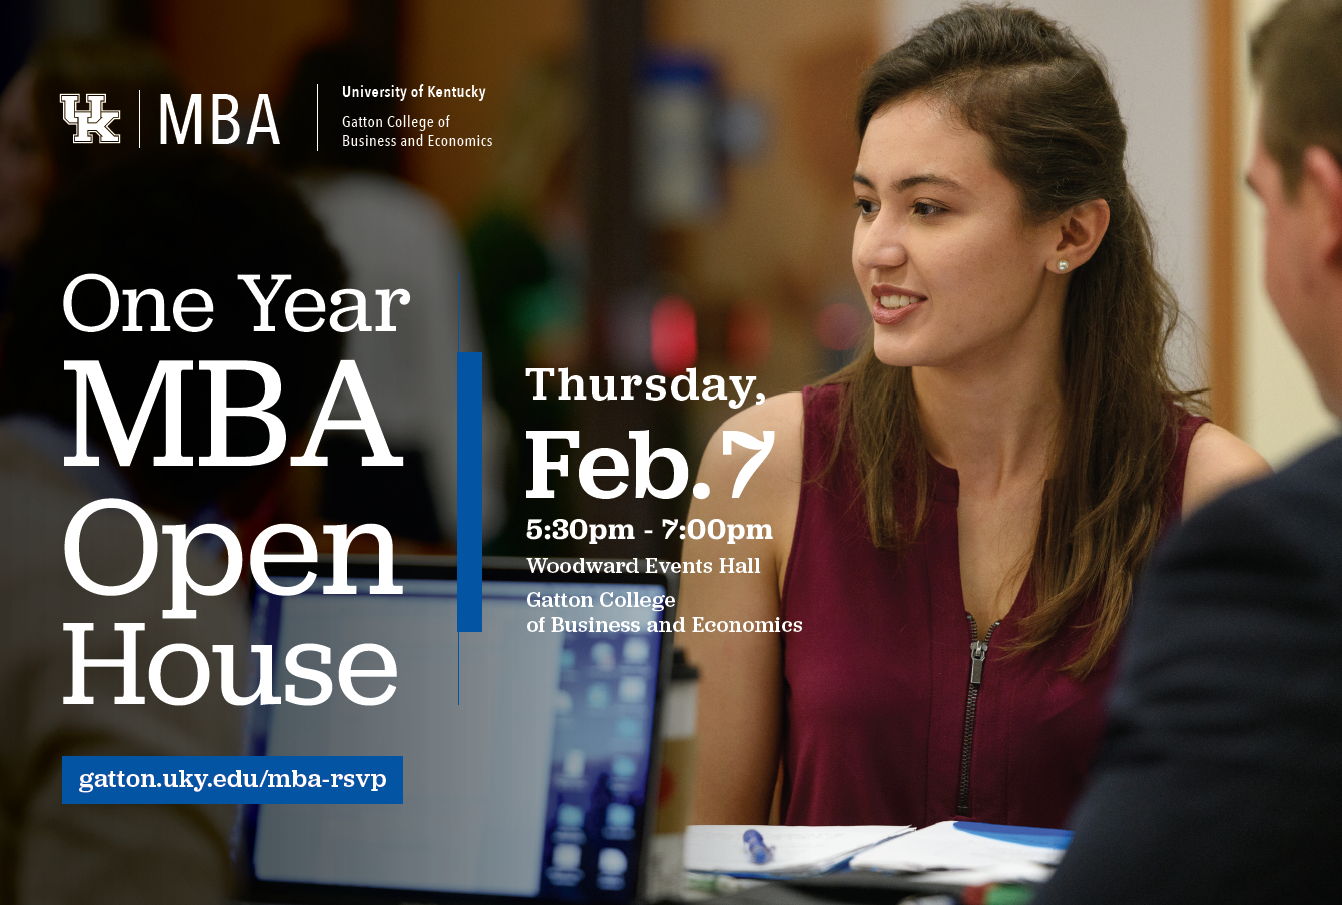 UK
MBA
University of Kentucky
Gatton College of
Business and Economics
One Year
MBA
Open
House
Thursday,
Feb.7
5:30pm - 7:00pm
Woodward Events Hall
Gatton College
of Business and Economics
gatton.uky.edu/mba-rsvp